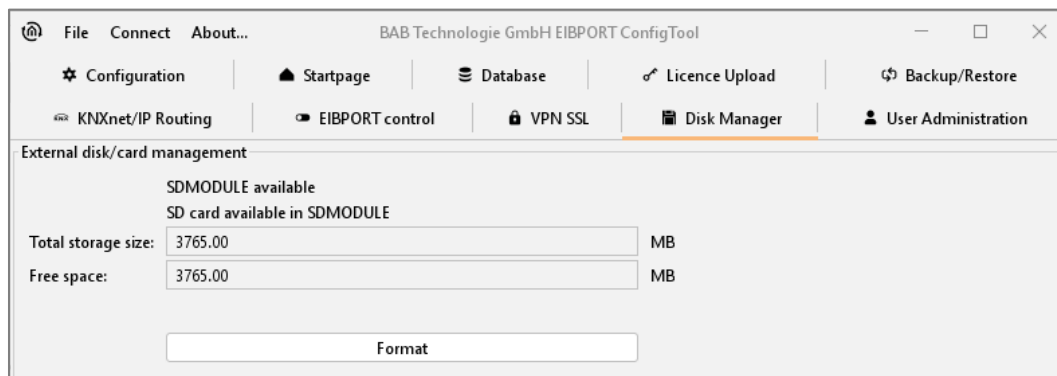 File Connect About... BAB Technologie GmbH EIBPORT ConfigTool
Configuration Startpage Database Licence Upload Backup/Restore
KNXnet/IP Routing EIBPORT control VPN SSL Disk Manager User Administration
External disk/card management
SDMODULE available
SD card available in SDMODULE
Total storage size: 3765.00 MB
Free space: 3765.00 MB
Format